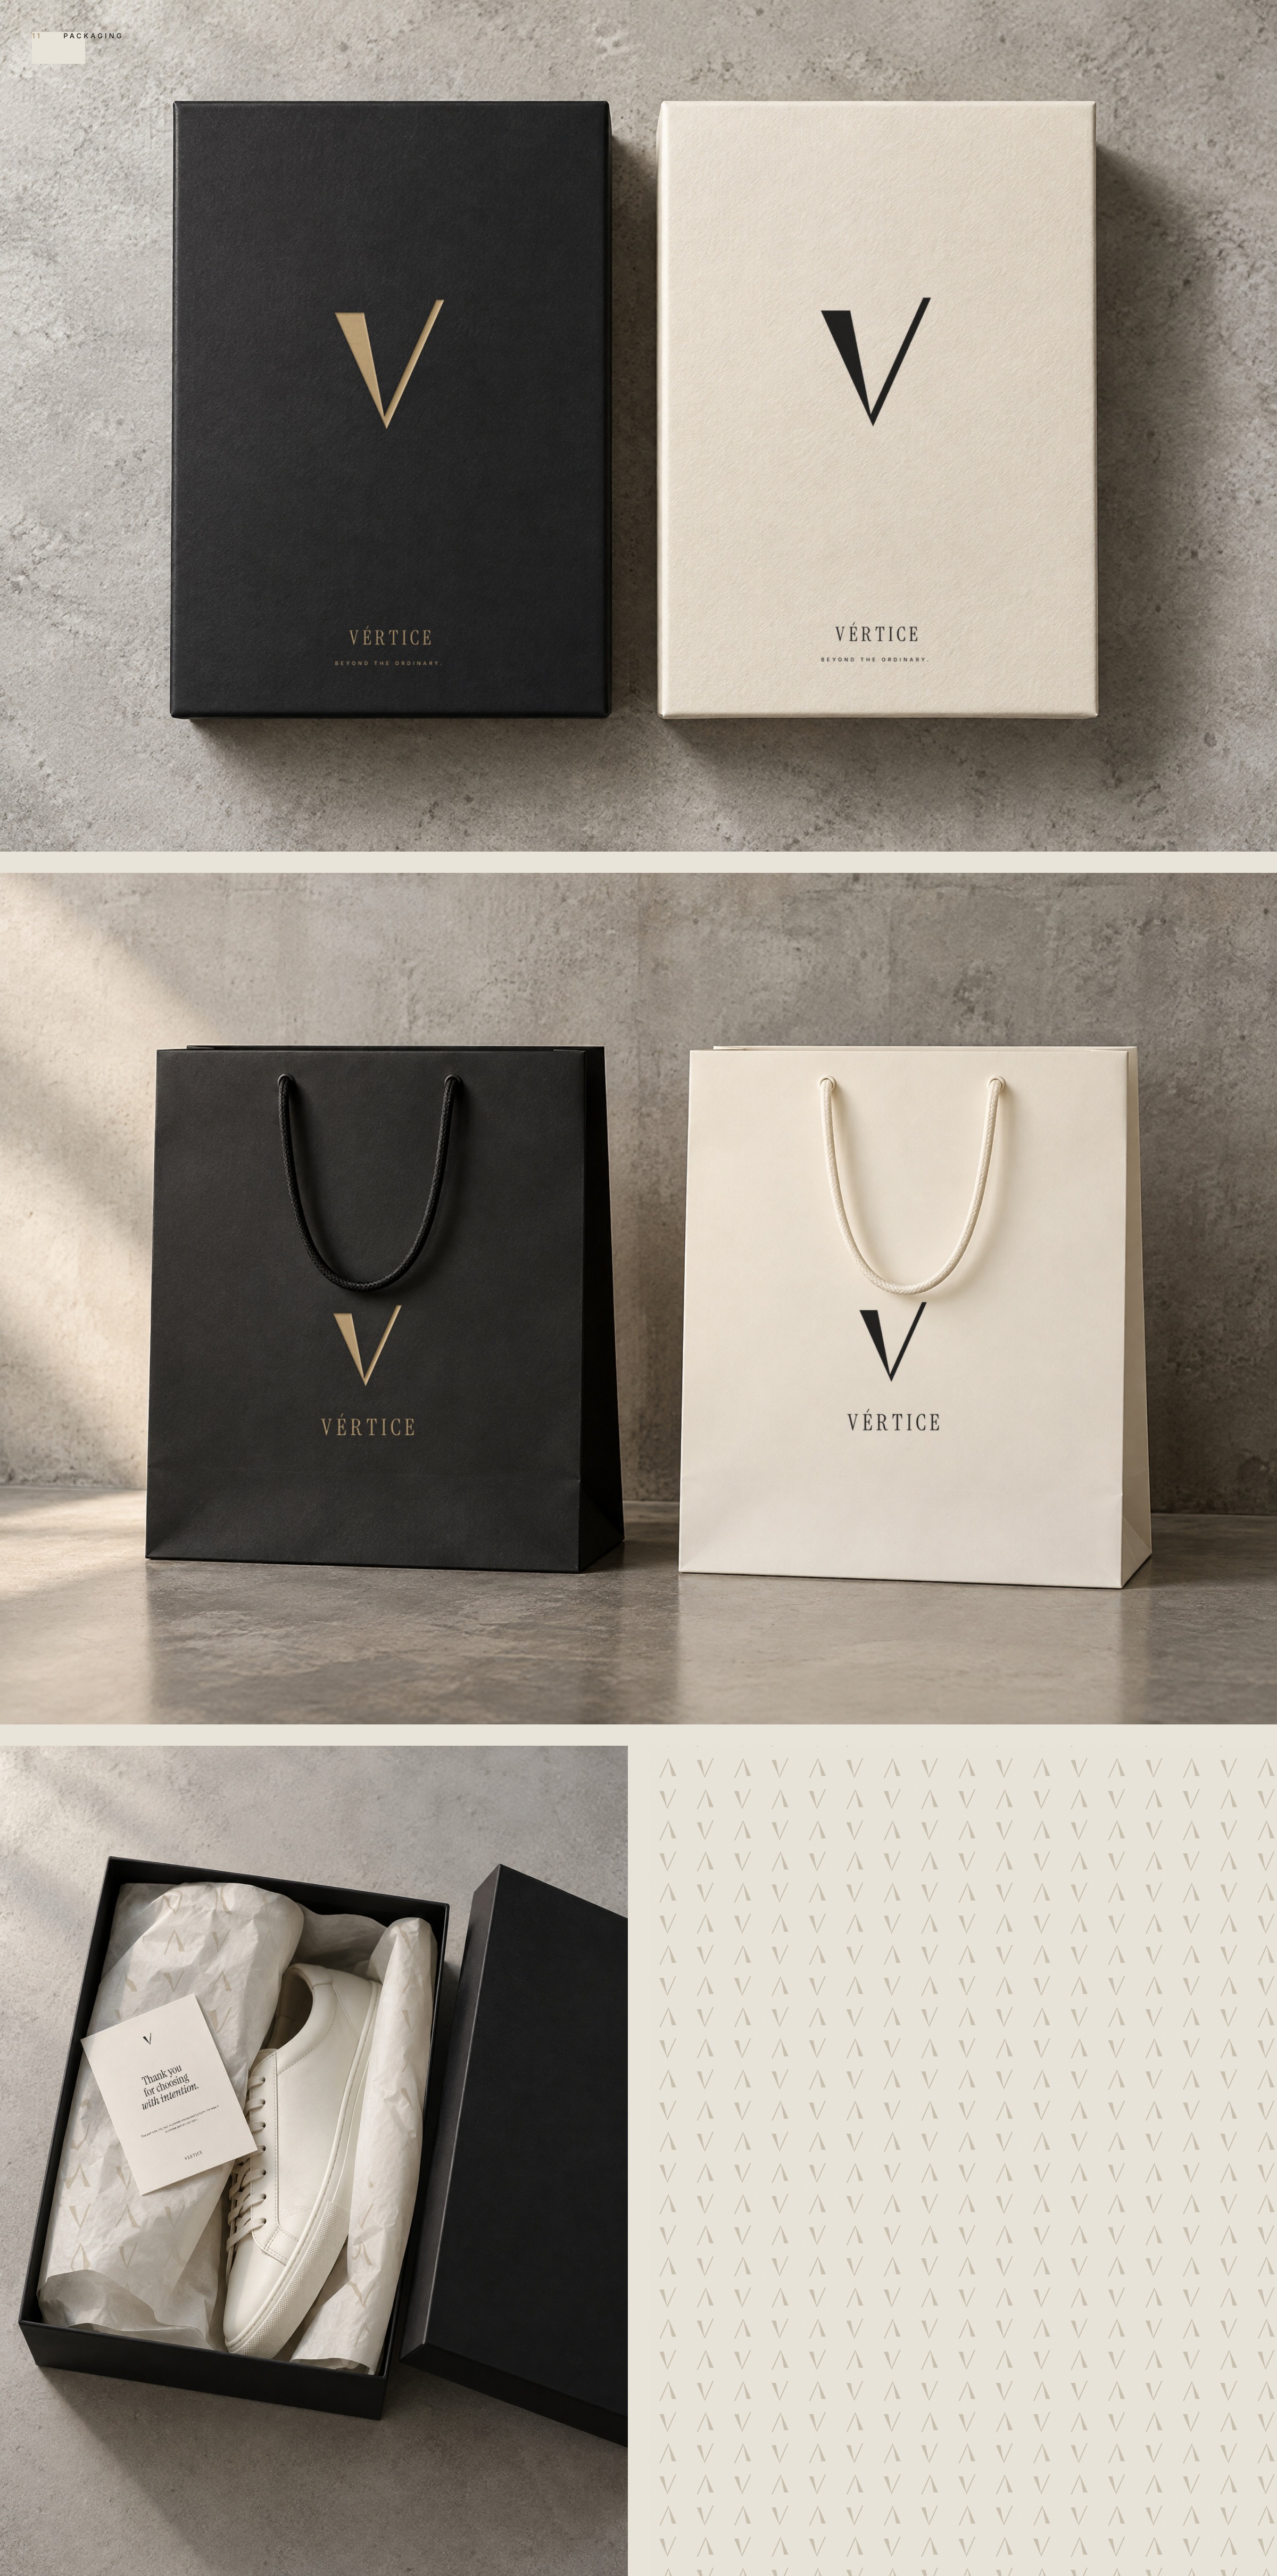 11 PACKAGING
V
VÉRTICE
BEYOND THE ORDINARY.
V
VÉRTICE
BEYOND THE ORDINARY.
V
VÉRTICE
V
VÉRTICE
V
Thank you
for choosing
with intention.
VÉRTICE